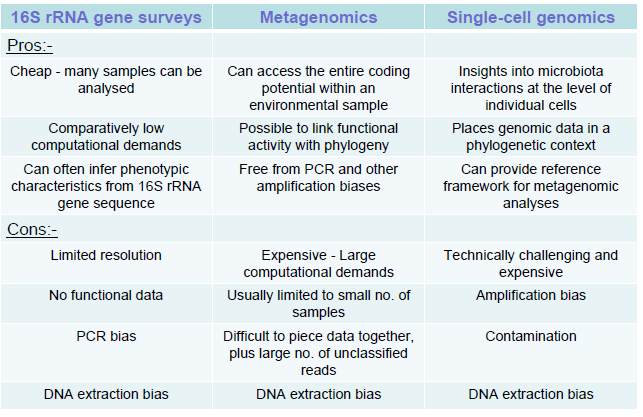 16S rRNA gene surveys Metagenomics Single-cell genomics
Pros:-
Cheap - many samples can be
analysed
Can access the entire coding
potential within an
environmental sample
Insights into microbiota
interactions at the level of
individual cells
Comparatively low
computational demands
Possible to link functional
activity with phylogeny
Places genomic data in a
phylogenetic context
Can often infer phenotypic
characteristics from 16S rRNA
gene sequence
Free from PCR and other
amplification biases
Can provide reference
framework for metagenomic
analyses
Cons:-
Limited resolution
Expensive - Large
computational demands
Technically challenging and
expensive
No functional data
Usually limited to small no. of
samples
Amplification bias
PCR bias
Difficult to piece data together,
plus large no. of unclassified
reads
Contamination
DNA extraction bias DNA extraction bias DNA extraction bias